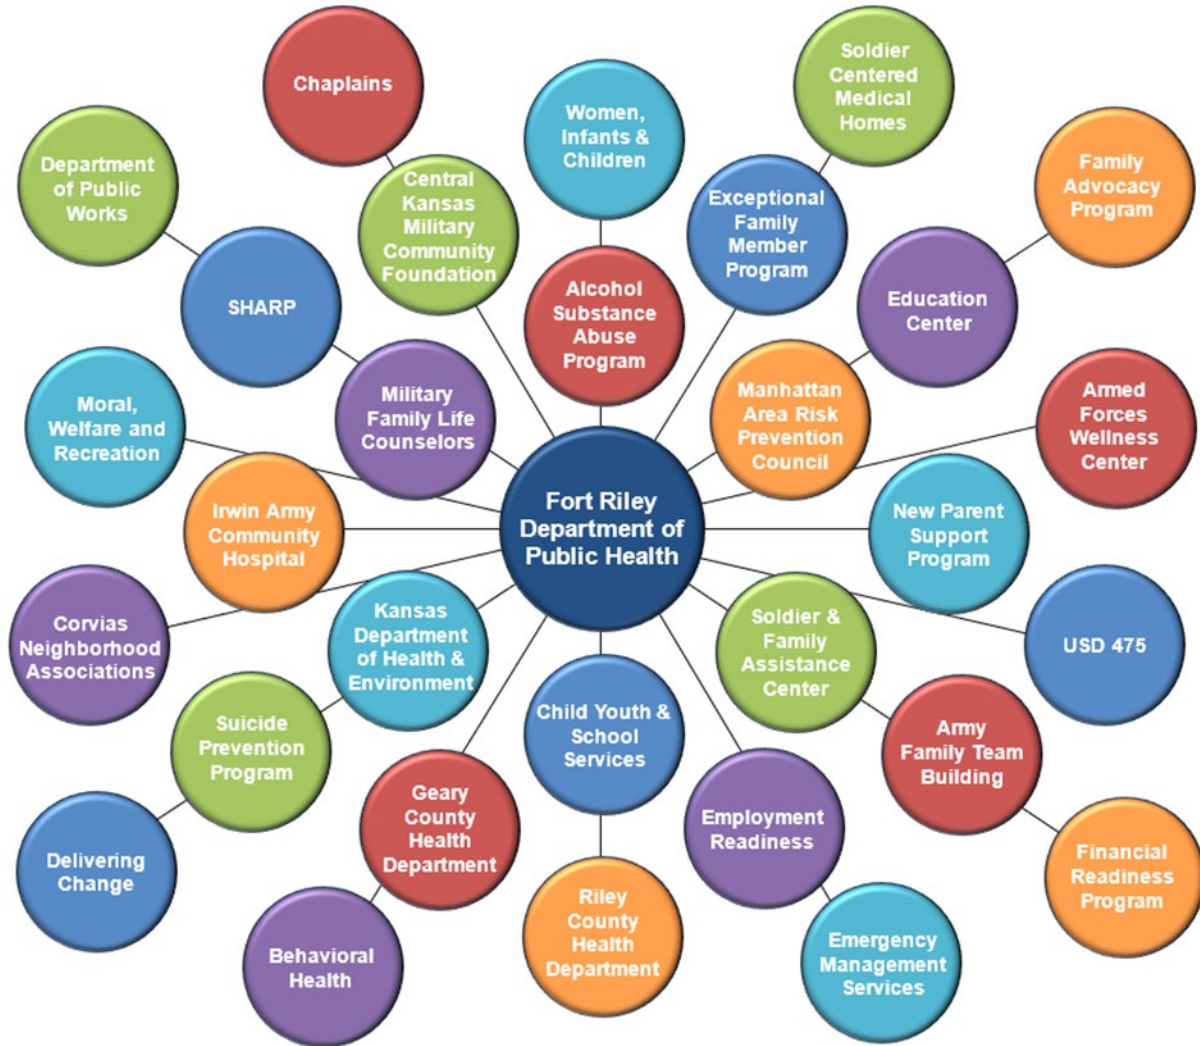 Chaplains
Soldier
Centered
Medical
Homes
Women,
Infants &
Children
Department
of Public
Works
Central
Kansas
Military
Community
Foundation
Exceptional
Family
Member
Program
Family
Advocacy
Program
SHARP
Alcohol
Substance
Abuse
Program
Education
Center
Moral,
Welfare and
Recreation
Military
Family Life
Counselors
Manhattan
Area Risk
Prevention
Council
Armed
Forces
Wellness
Center
Irwin Army
Community
Hospital
Fort Riley
Department of
Public Health
New Parent
Support
Program
Corvias
Neighborhood
Associations
Kansas
Department
of Health &
Environment
Soldier &
Family
Assistance
Center
USD 475
Suicide
Prevention
Program
Child Youth &
School
Services
Army
Family Team
Building
Delivering
Change
Geary
County
Health
Department
Employment
Readiness
Financial
Readiness
Program
Behavioral
Health
Riley
County
Health
Department
Emergency
Management
Services